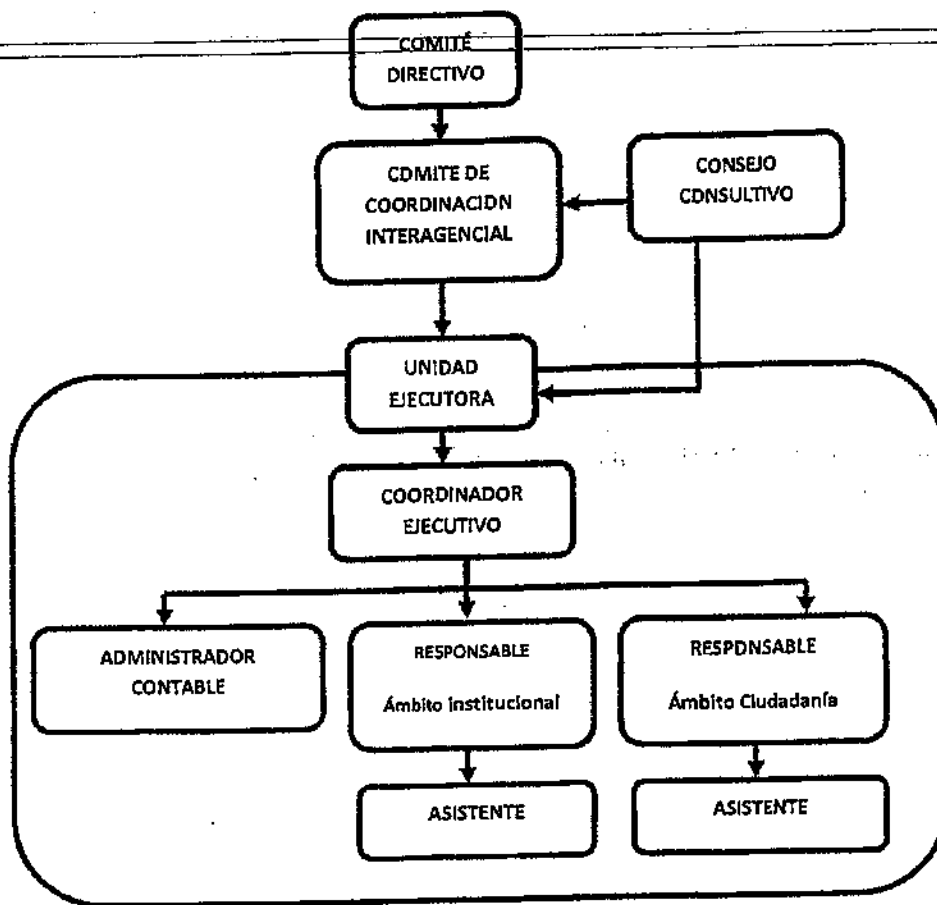 COMITÉ
DIRECTIVO
CDMITE DE
COORDINACIDN
INTERAGENCIAL
CONSEJO
CDNSULTIVO
UNIDAD
EJECUTORA
COORDINADOR
EJECUTIVO
ADMINISTRADOR
CONTABLE
RESPONSABLE
Ámbito institucional
RESPDNSABLE
Ámbito Ciudadanía
ASISTENTE
ASISTENTE